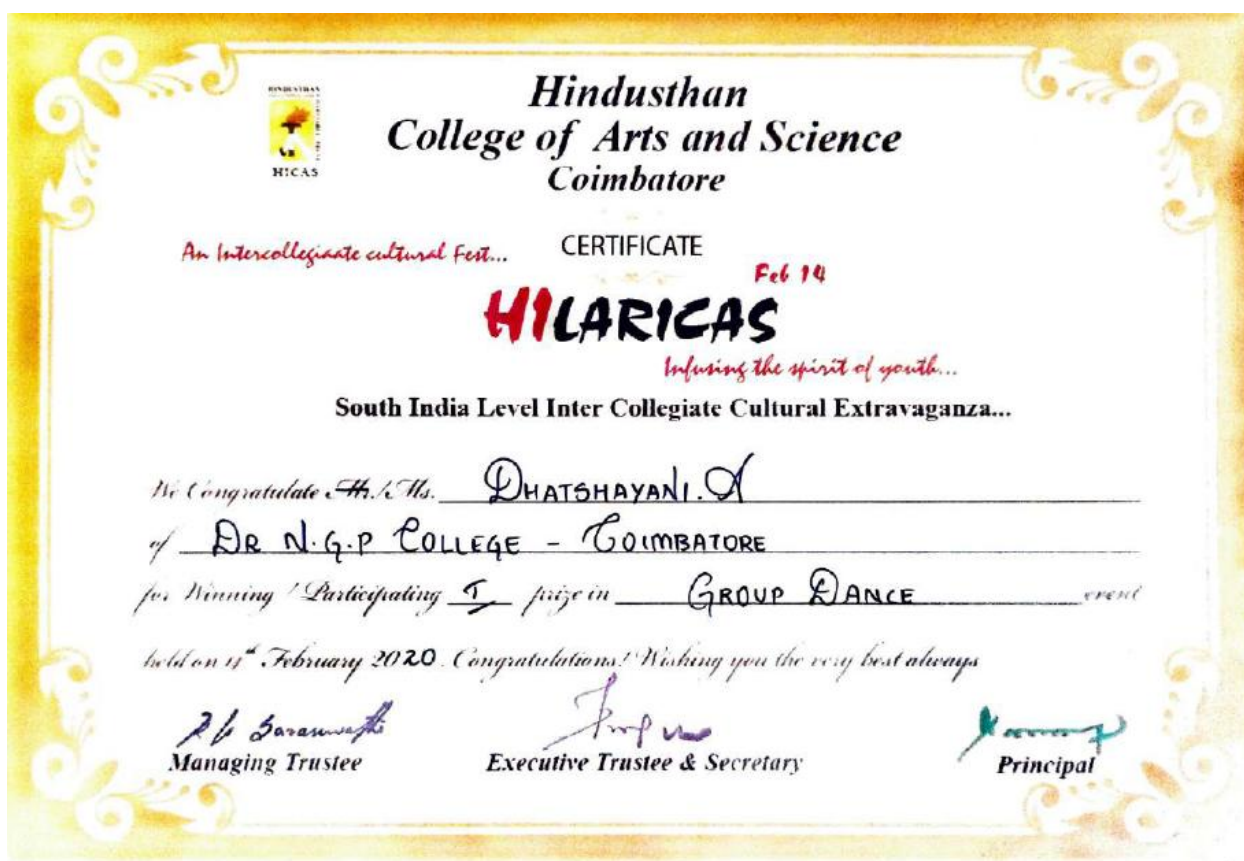 HINDUSTHAN
HICAS
Hindusthan
College of Arts and Science
Coimbatore
An Intercollegiaate cultural Fest...
CERTIFICATE
Feb 14
HILARICAS
Infusing the spirit of youth...
South India Level Inter Collegiate Cultural Extravaganza...
We Congratulate Mr./Ms. DHATSHAYANI.A
of DR N.G.P COLLEGE - COIMBATORE
for Winning / Participating I prize in GROUP DANCE event
held on 14th February 2020. Congratulations! Wishing you the very best always
Saraswathi
Managing Trustee
Executive Trustee & Secretary
Principal